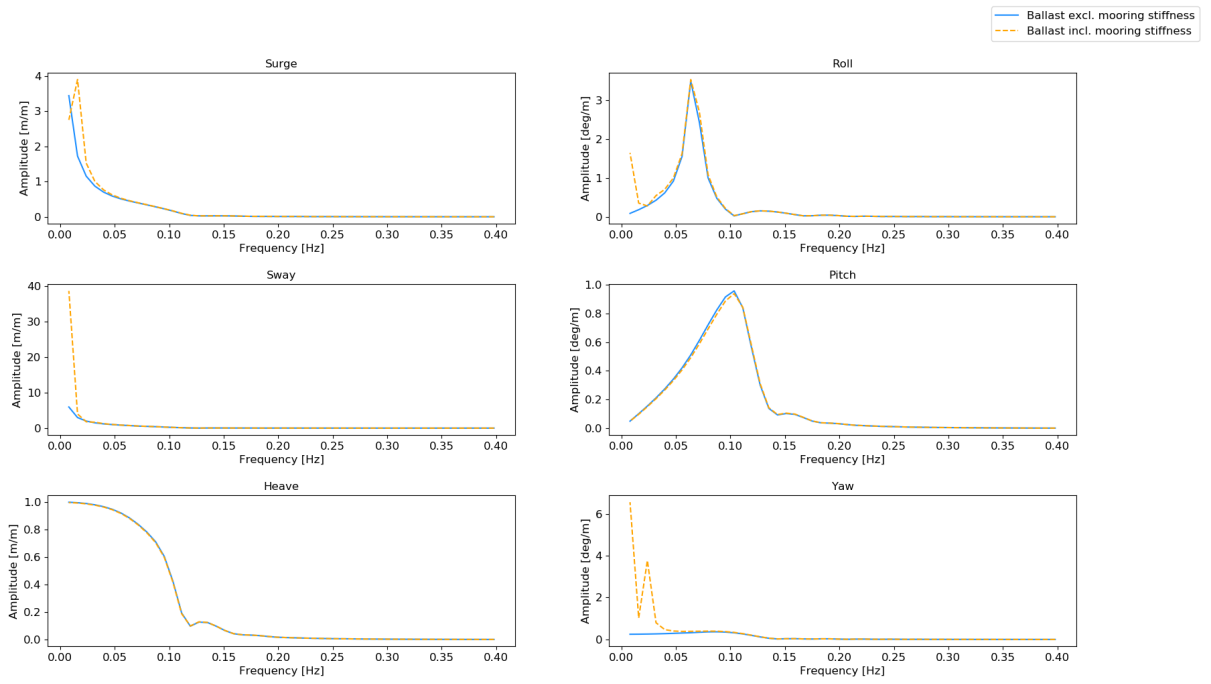 Ballast excl. mooring stiffness
Ballast incl. mooring stiffness
Surge
Amplitude [m/m]
4
3
2
1
0
0.00 0.05 0.10 0.15 0.20 0.25 0.30 0.35 0.40
Frequency [Hz]
Roll
Amplitude [deg/m]
3
2
1
0
0.00 0.05 0.10 0.15 0.20 0.25 0.30 0.35 0.40
Frequency [Hz]
Sway
Amplitude [m/m]
40
30
20
10
0
0.00 0.05 0.10 0.15 0.20 0.25 0.30 0.35 0.40
Frequency [Hz]
Pitch
Amplitude [deg/m]
1.0
0.8
0.6
0.4
0.2
0.0
0.00 0.05 0.10 0.15 0.20 0.25 0.30 0.35 0.40
Frequency [Hz]
Heave
Amplitude [m/m]
1.0
0.8
0.6
0.4
0.2
0.0
0.00 0.05 0.10 0.15 0.20 0.25 0.30 0.35 0.40
Frequency [Hz]
Yaw
Amplitude [deg/m]
6
4
2
0
0.00 0.05 0.10 0.15 0.20 0.25 0.30 0.35 0.40
Frequency [Hz]